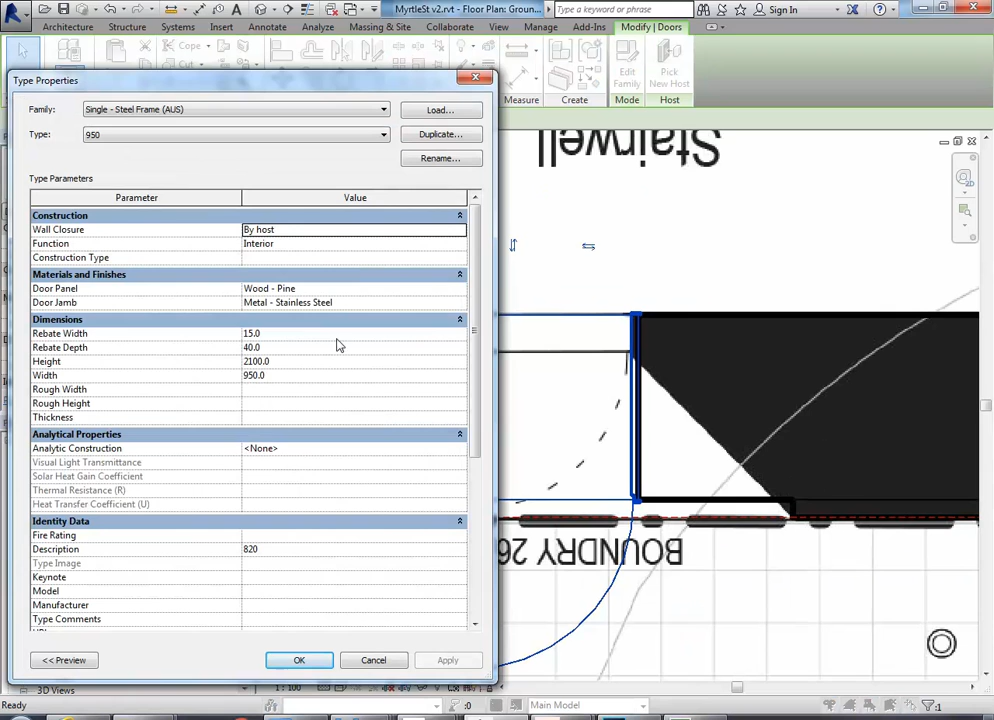 MyrtleSt v2.rvt - Floor Plan: Groun...
Type a keyword or phrase
Sign In
Architecture
Structure
Systems
Insert
Annotate
Analyze
Massing & Site
Collaborate
View
Manage
Add-Ins
Modify | Doors
Cope
Measure
Create
Edit
Family
Mode
Pick
New Host
Host
Type Properties
Family:
Single - Steel Frame (AUS)
Load...
Type:
950
Duplicate...
Rename...
Type Parameters
Parameter
Value
Construction
Wall Closure
By host
Function
Interior
Construction Type
Materials and Finishes
Door Panel
Wood - Pine
Door Jamb
Metal - Stainless Steel
Dimensions
Rebate Width
15.0
Rebate Depth
40.0
Height
2100.0
Width
950.0
Rough Width
Rough Height
Thickness
Analytical Properties
Analytic Construction
<None>
Visual Light Transmittance
Solar Heat Gain Coefficient
Thermal Resistance (R)
Heat Transfer Coefficient (U)
Identity Data
Fire Rating
Description
820
Type Image
Keynote
Model
Manufacturer
Type Comments
<< Preview
OK
Cancel
Apply
Stairwell
BOUNDRY 26
2D
3D Views
1 : 100
:0
Main Model
:1